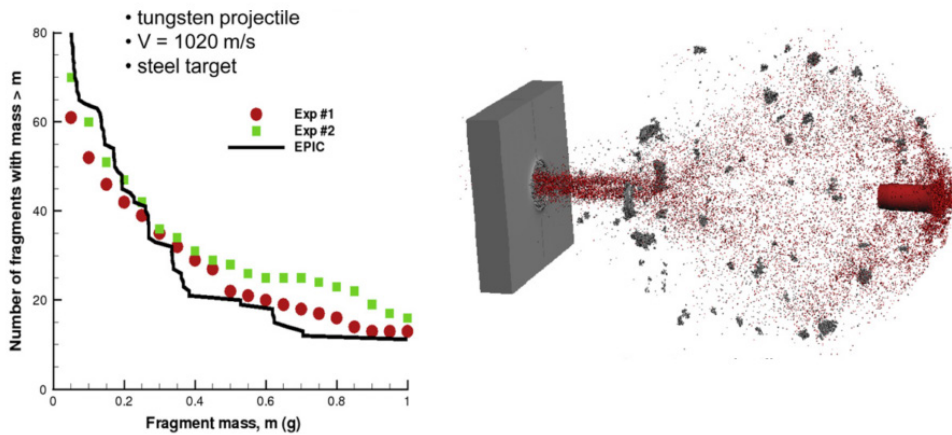 • tungsten projectile
• V = 1020 m/s
• steel target
80
60
40
20
0
Number of fragments with mass > m
Exp #1
Exp #2
EPIC
0 0.2 0.4 0.6 0.8 1
Fragment mass, m (g)